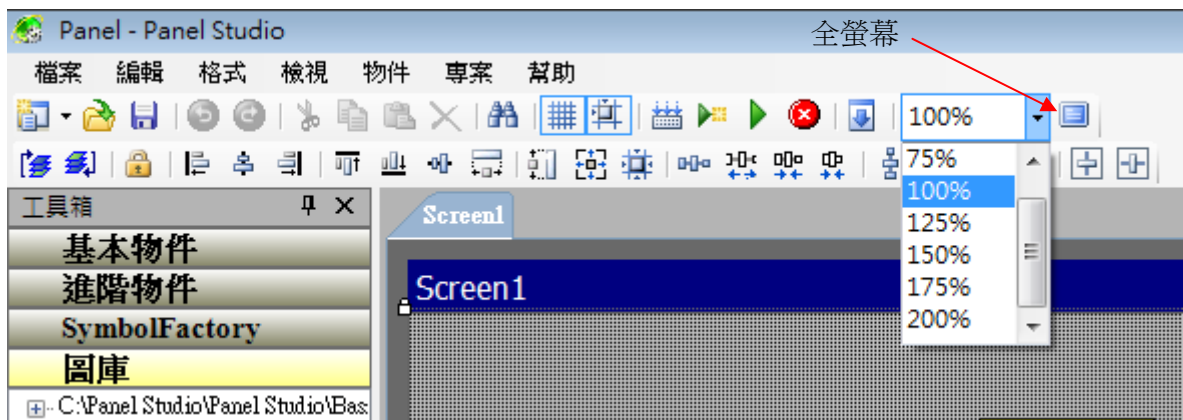 Panel - Panel Studio
全螢幕
檔案 編輯 格式 檢視 物件 專案 幫助
100%
75%
100%
125%
150%
175%
200%
工具箱
Screen1
基本物件
進階物件
SymbolFactory
圖庫
C:\Panel Studio\Panel Studio\Bas
Screen1